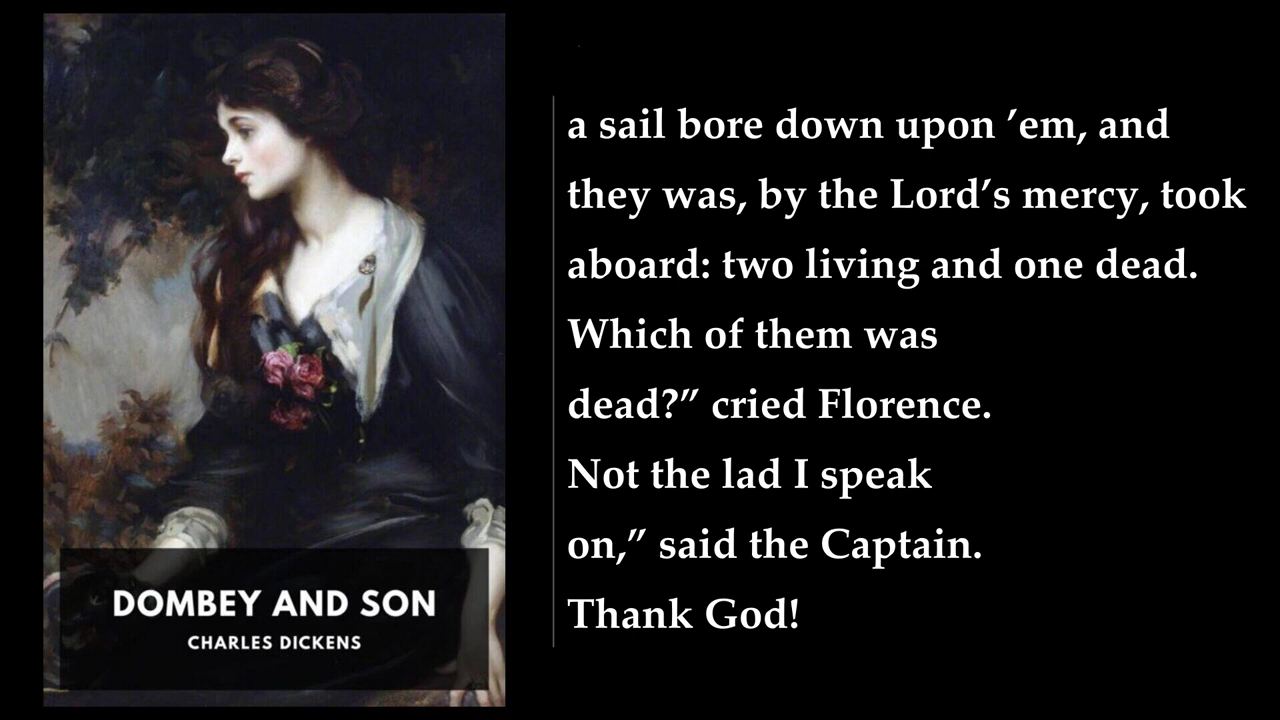 DOMBEY AND SON
CHARLES DICKENS
a sail bore down upon ’em, and
they was, by the Lord’s mercy, took
aboard: two living and one dead.
Which of them was
dead?” cried Florence.
Not the lad I speak
on,” said the Captain.
Thank God!